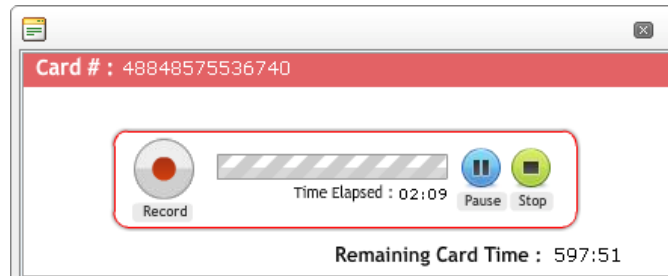 Card # : 48848575536740
Time Elapsed : 02:09
Record
Pause
Stop
Remaining Card Time : 597:51